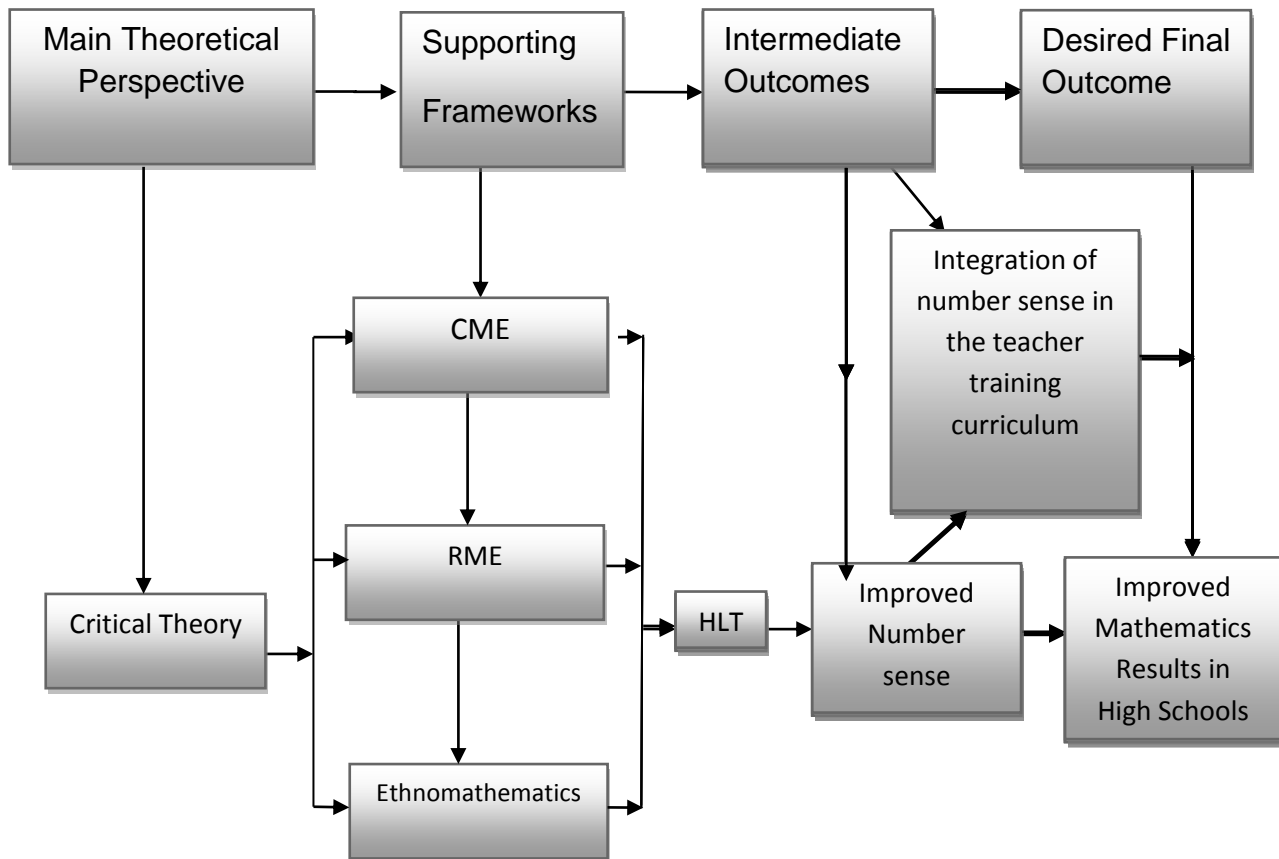 Main Theoretical
Perspective
Supporting
Frameworks
Intermediate
Outcomes
Desired Final
Outcome
Integration of
number sense in
the teacher
training
curriculum
CME
RME
Critical Theory
HLT
Improved
Number
sense
Improved
Mathematics
Results in
High Schools
Ethnomathematics